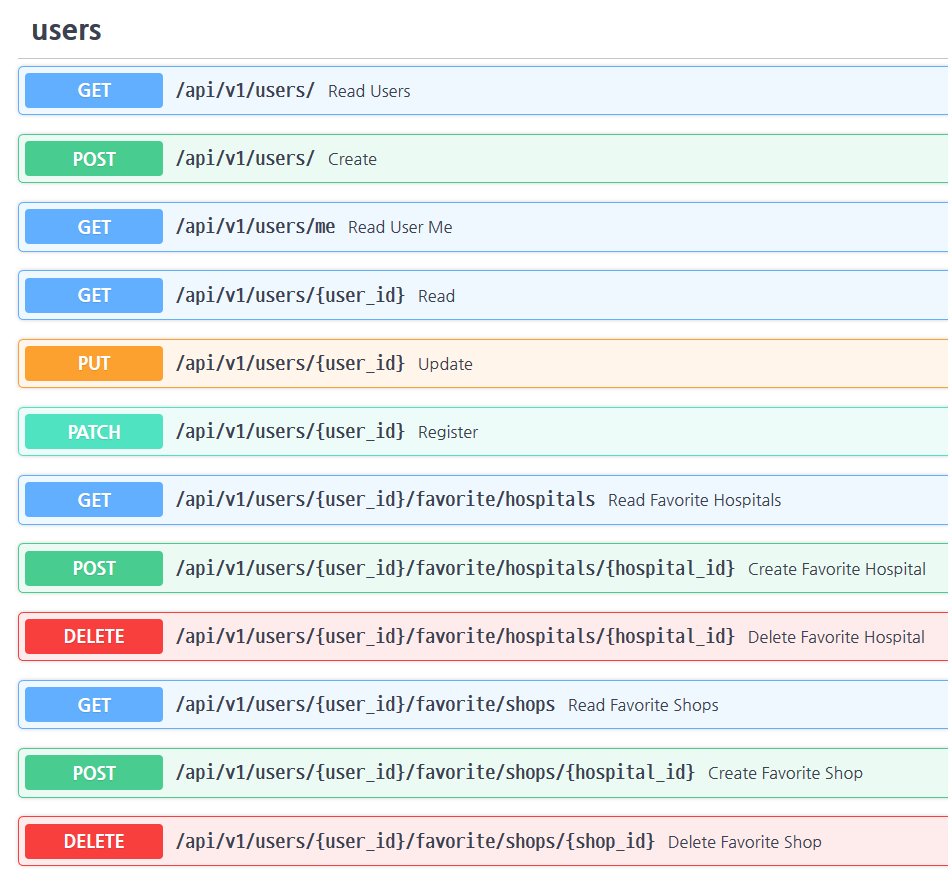 users
GET /api/v1/users/ Read Users
POST /api/v1/users/ Create
GET /api/v1/users/me Read User Me
GET /api/v1/users/{user_id} Read
PUT /api/v1/users/{user_id} Update
PATCH /api/v1/users/{user_id} Register
GET /api/v1/users/{user_id}/favorite/hospitals Read Favorite Hospitals
POST /api/v1/users/{user_id}/favorite/hospitals/{hospital_id} Create Favorite Hospital
DELETE /api/v1/users/{user_id}/favorite/hospitals/{hospital_id} Delete Favorite Hospital
GET /api/v1/users/{user_id}/favorite/shops Read Favorite Shops
POST /api/v1/users/{user_id}/favorite/shops/{hospital_id} Create Favorite Shop
DELETE /api/v1/users/{user_id}/favorite/shops/{shop_id} Delete Favorite Shop